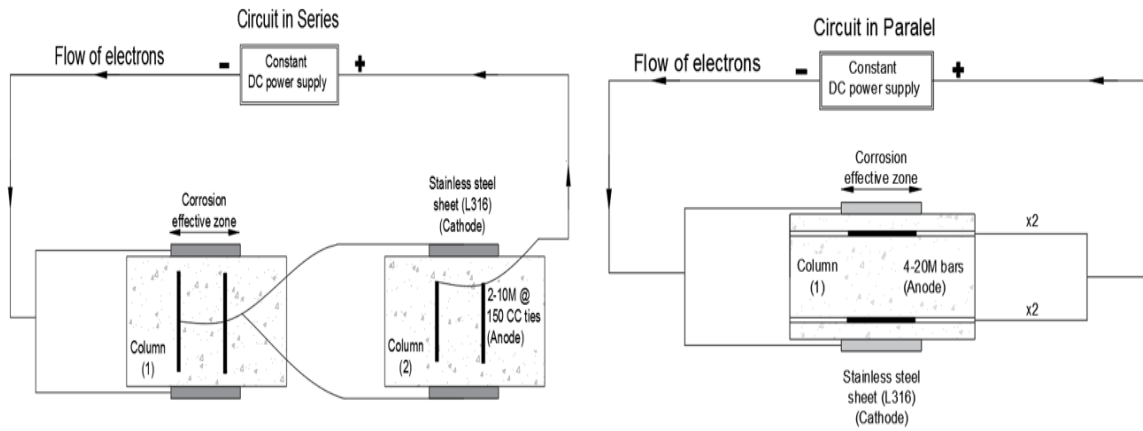 Circuit in Series
Flow of electrons
-
+
Constant
DC power supply
Corrosion
effective zone
Stainless steel
sheet (L316)
(Cathode)
Column
(1)
Column
(2)
2-10M @
150 CC ties
(Anode)
Circuit in Paralel
Flow of electrons
-
+
Constant
DC power supply
Corrosion
effective zone
x2
Column
(1)
4-20M bars
(Anode)
x2
Stainless steel
sheet (L316)
(Cathode)